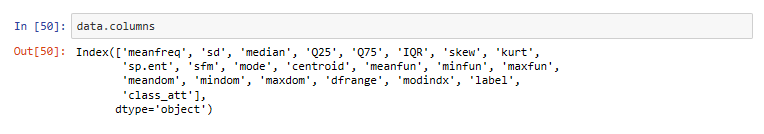 In [50]: data.columns
Out[50]: Index(['meanfreq', 'sd', 'median', 'Q25', 'Q75', 'IQR', 'skew', 'kurt',
'sp.ent', 'sfm', 'mode', 'centroid', 'meanfun', 'minfun', 'maxfun',
'meandom', 'mindom', 'maxdom', 'dfrange', 'modindx', 'label',
'class_att'],
dtype='object')